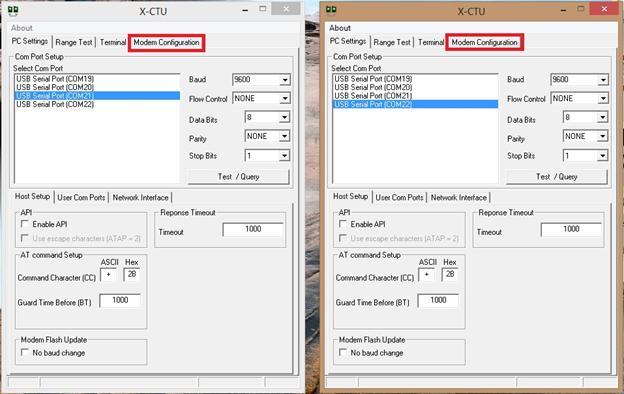 X-CTU
About
PC Settings Range Test Terminal Modem Configuration
Com Port Setup
Select Com Port
USB Serial Port (COM19)
USB Serial Port (COM20)
USB Serial Port (COM21)
USB Serial Port (COM22)
Baud 9600
Flow Control NONE
Data Bits 8
Parity NONE
Stop Bits 1
Test / Query
Host Setup User Com Ports Network Interface
API
Enable API
Use escape characters (ATAP = 2)
Reponse Timeout
Timeout 1000
AT command Setup
ASCII Hex
Command Character (CC) + 2B
Guard Time Before (BT) 1000
Modem Flash Update
No baud change
X-CTU
About
PC Settings Range Test Terminal Modem Configuration
Com Port Setup
Select Com Port
USB Serial Port (COM19)
USB Serial Port (COM20)
USB Serial Port (COM21)
USB Serial Port (COM22)
Baud 9600
Flow Control NONE
Data Bits 8
Parity NONE
Stop Bits 1
Test / Query
Host Setup User Com Ports Network Interface
API
Enable API
Use escape characters (ATAP = 2)
Reponse Timeout
Timeout 1000
AT command Setup
ASCII Hex
Command Character (CC) + 2B
Guard Time Before (BT) 1000
Modem Flash Update
No baud change